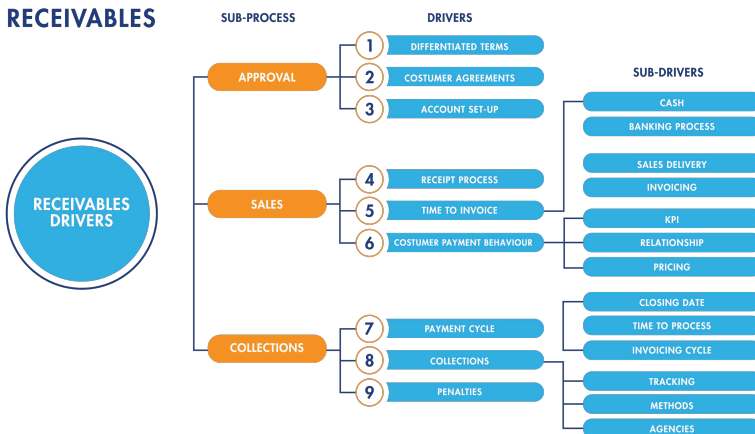 RECEIVABLES
SUB-PROCESS
DRIVERS
SUB-DRIVERS
RECEIVABLES
DRIVERS
APPROVAL
1 DIFFERNTIATED TERMS
2 COSTUMER AGREEMENTS
3 ACCOUNT SET-UP
SALES
4 RECEIPT PROCESS
5 TIME TO INVOICE
6 COSTUMER PAYMENT BEHAVIOUR
COLLECTIONS
7 PAYMENT CYCLE
8 COLLECTIONS
9 PENALTIES
CASH
BANKING PROCESS
SALES DELIVERY
INVOICING
KPI
RELATIONSHIP
PRICING
CLOSING DATE
TIME TO PROCESS
INVOICING CYCLE
TRACKING
METHODS
AGENCIES